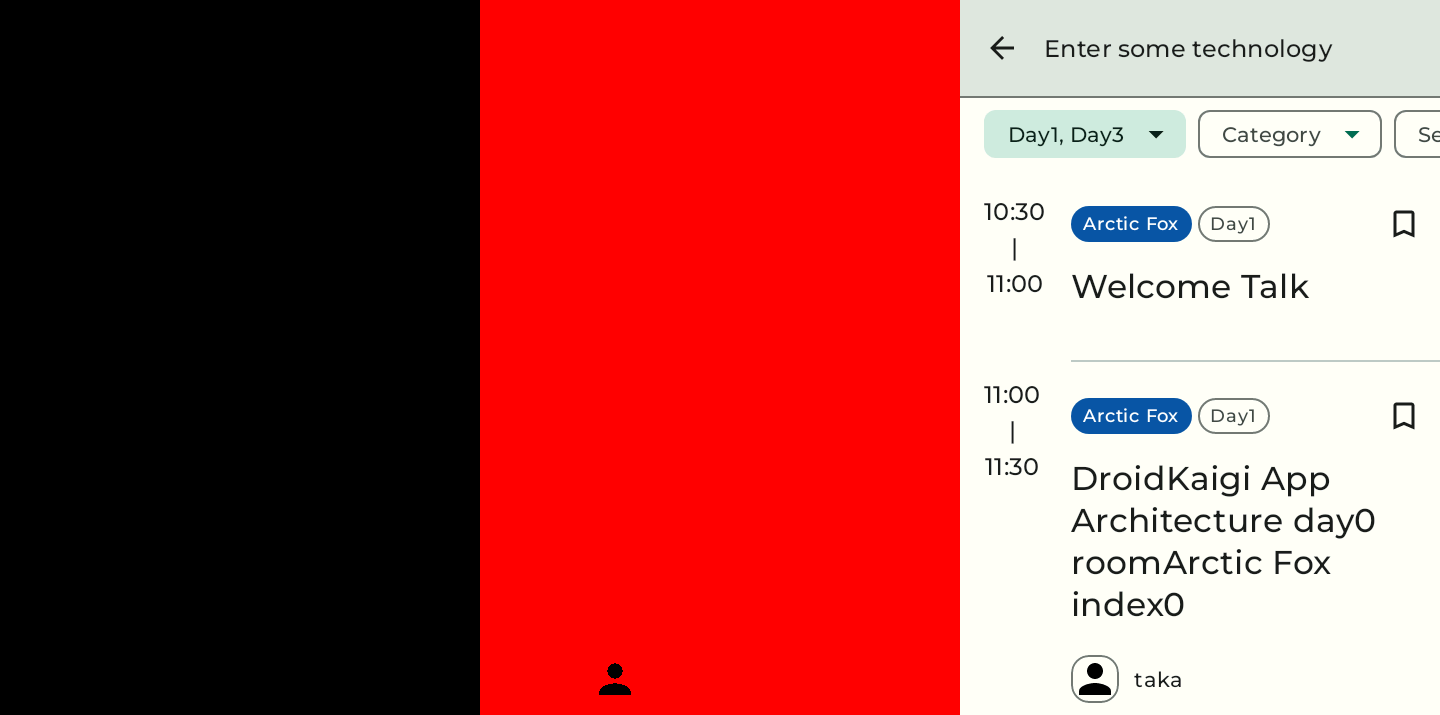 Enter some technology
Day1, Day3
Category
Se
10:30
|
11:00
Arctic Fox
Day1
Welcome Talk
11:00
|
11:30
Arctic Fox
Day1
DroidKaigi App
Architecture day0
roomArctic Fox
index0
taka